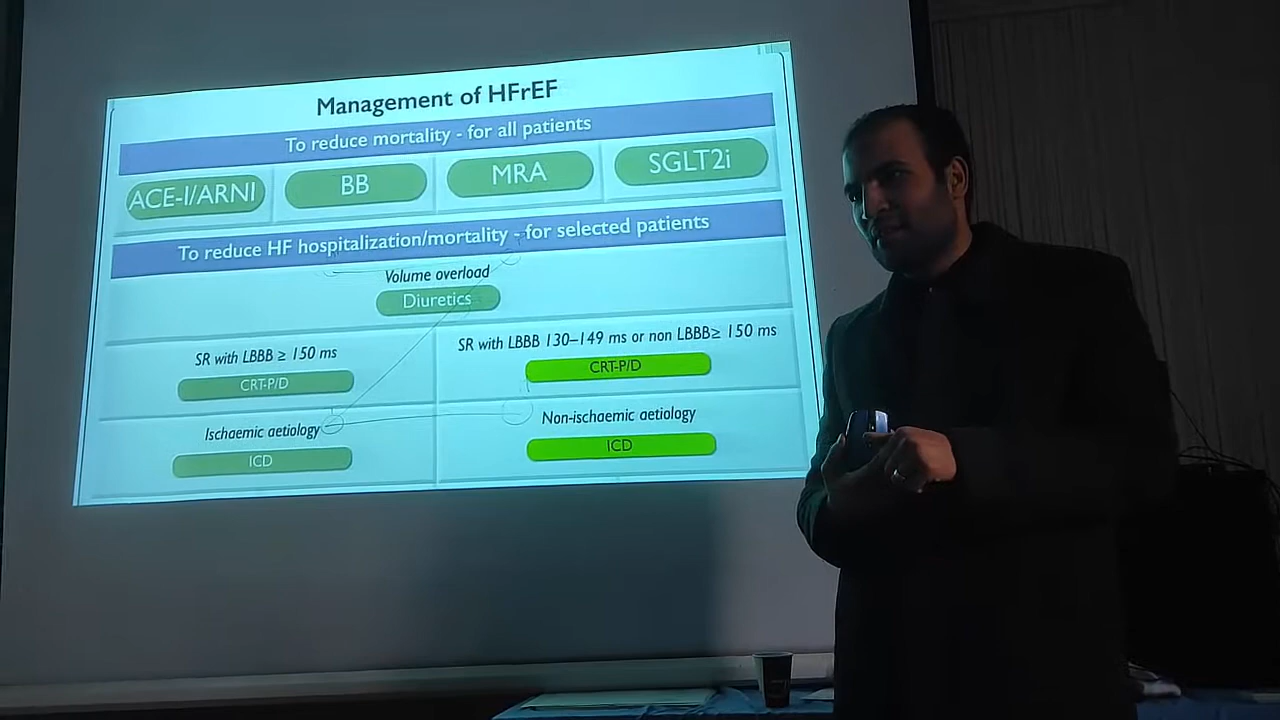 Management of HFrEF
To reduce mortality - for all patients
ACE-I/ARNI
BB
MRA
SGLT2i
To reduce HF hospitalization/mortality - for selected patients
Volume overload
Diuretics
SR with LBBB ≥ 150 ms
SR with LBBB 130–149 ms or non LBBB≥ 150 ms
CRT-P/D
CRT-P/D
Ischaemic aetiology
Non-ischaemic aetiology
ICD
ICD